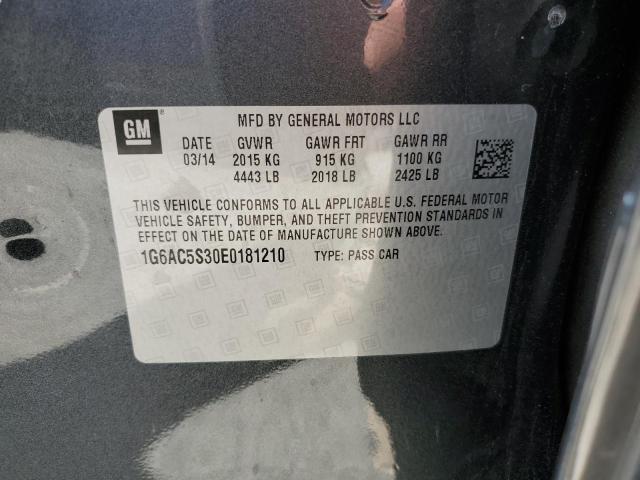 GM
MFD BY GENERAL MOTORS LLC
DATE GVWR GAWR FRT GAWR RR
03/14 2015 KG 915 KG 1100 KG
4443 LB 2018 LB 2425 LB
THIS VEHICLE CONFORMS TO ALL APPLICABLE U.S. FEDERAL MOTOR
VEHICLE SAFETY, BUMPER, AND THEFT PREVENTION STANDARDS IN
EFFECT ON THE DATE OF MANUFACTURE SHOWN ABOVE.
1G6AC5S30E0181210 TYPE: PASS CAR